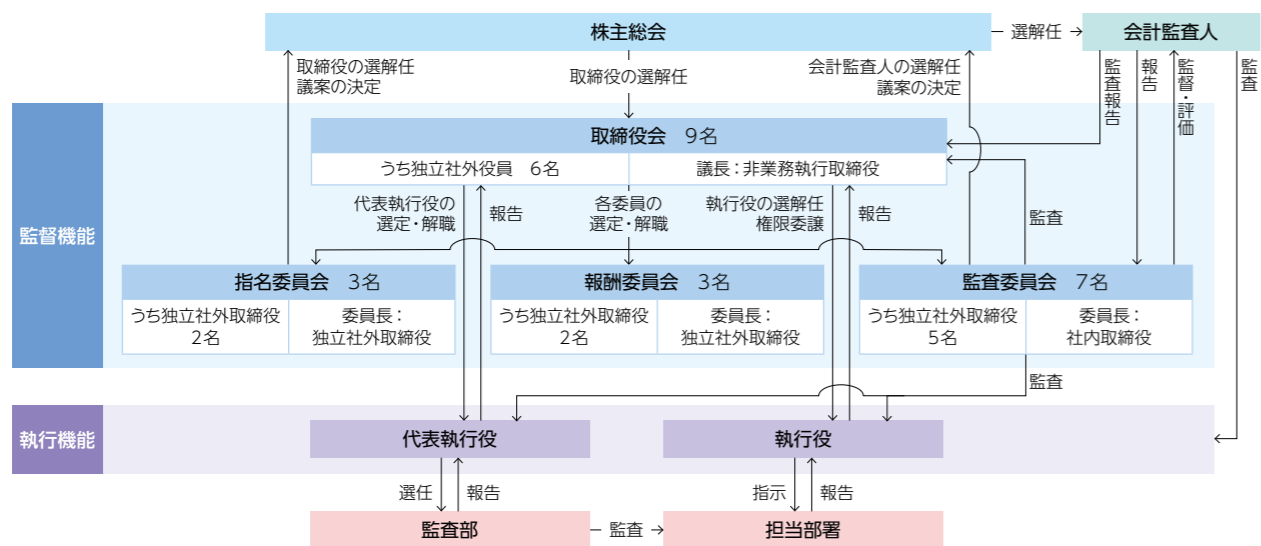 株主総会
選解任
会計監査人
取締役の選解任
議案の決定
取締役の選解任
会計監査人の選解任
議案の決定
監査報告
報告
監督・評価
監査
監督機能
取締役会 9名
うち独立社外役員 6名
議長：非業務執行取締役
代表執行役の
選定・解職
報告
各委員の
選定・解職
執行役の選解任
権限委譲
報告
監査
指名委員会 3名
うち独立社外取締役
2名
委員長：
独立社外取締役
報酬委員会 3名
うち独立社外取締役
2名
委員長：
独立社外取締役
監査委員会 7名
うち独立社外取締役
5名
委員長：
社内取締役
監査
執行機能
代表執行役
執行役
選任
報告
指示
報告
監査部
監査
担当部署